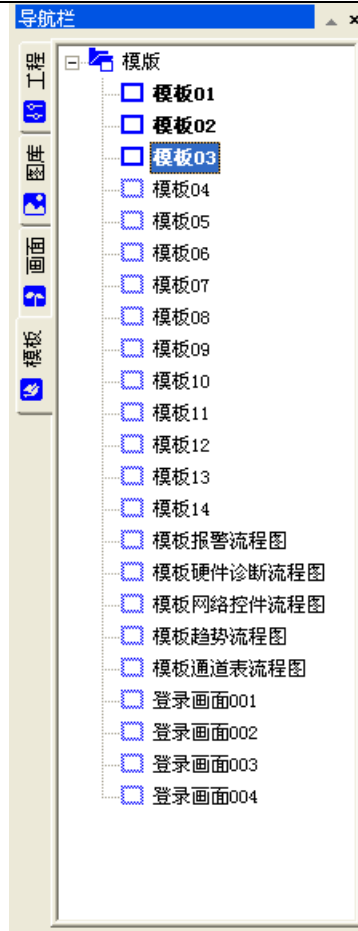 导航栏
工程
图库
画面
模板
模版
模板01
模板02
模板03
模板04
模板05
模板06
模板07
模板08
模板09
模板10
模板11
模板12
模板13
模板14
模板报警流程图
模板硬件诊断流程图
模板网络控件流程图
模板趋势流程图
模板通道表流程图
登录画面001
登录画面002
登录画面003
登录画面004